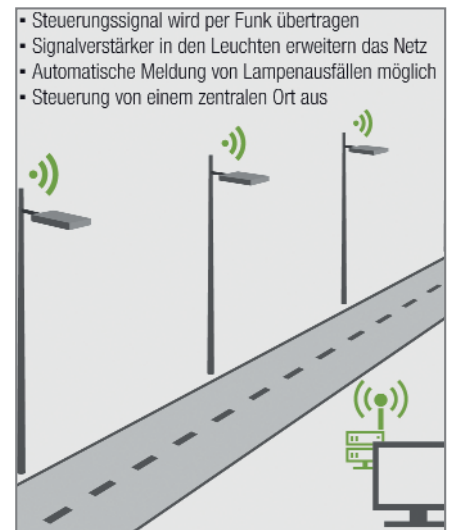 ▪ Steuerungssignal wird per Funk übertragen
▪ Signalverstärker in den Leuchten erweitern das Netz
▪ Automatische Meldung von Lampenausfällen möglich
▪ Steuerung von einem zentralen Ort aus